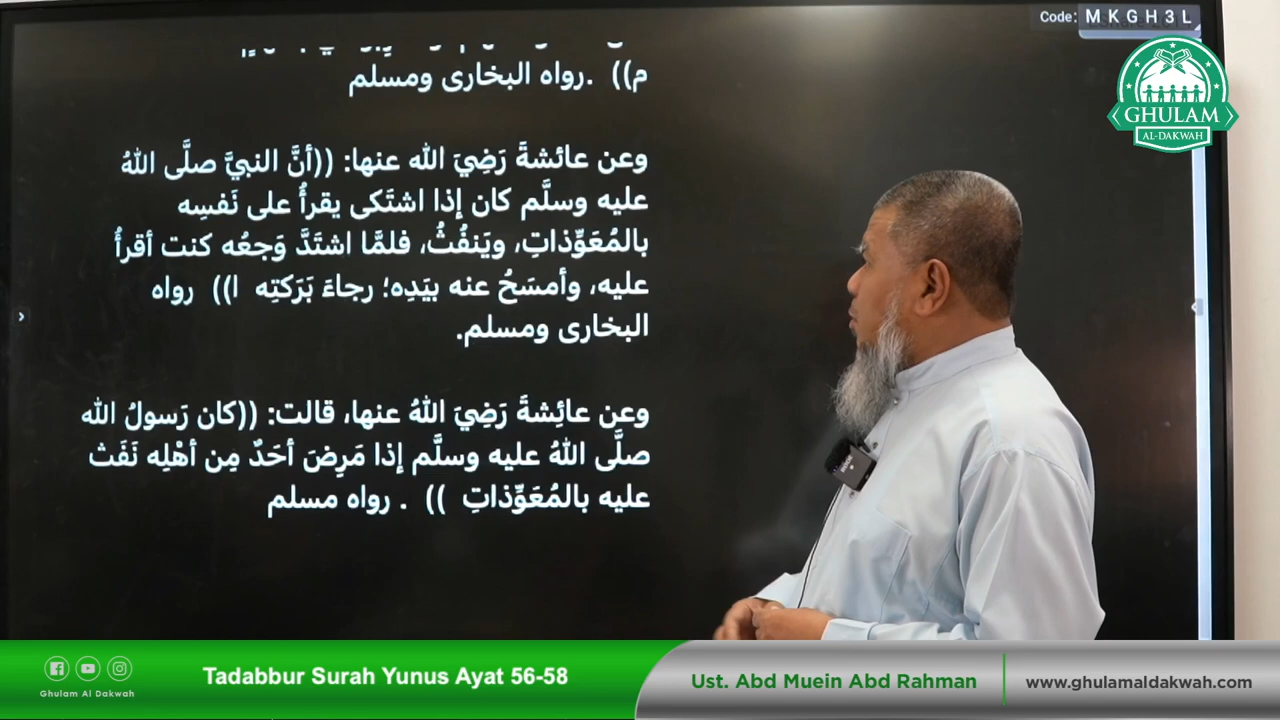 Code: M K G H 3 L
م)) .رواه البخارى ومسلم
وعن عائشةَ رَضِيَ الله عنها: ((أنَّ النبيَّ صلَّى اللهُ
عليه وسلَّم كان إذا اشتَكى يقرأُ على نَفسِه
بالمُعَوِّذاتِ، ويَنفُثُ، فلمَّا اشتَدَّ وَجعُه كنت أقرأُ
عليه، وأمسَحُ عنه بيَدِه؛ رجاءَ بَرَكتِه ا)) رواه
البخارى ومسلم.
وعن عائِشةَ رَضِيَ اللهُ عنها، قالت: ((كان رَسولُ الله
صلَّى اللهُ عليه وسلَّم إذا مَرِضَ أحَدٌ مِن أهْلِه نَفَث
عليه بالمُعَوِّذاتِ )) . رواه مسلم
GHULAM
AL-DAKWAH
Ghulam Al Dakwah
Tadabbur Surah Yunus Ayat 56-58
Ust. Abd Muein Abd Rahman
www.ghulamaldakwah.com